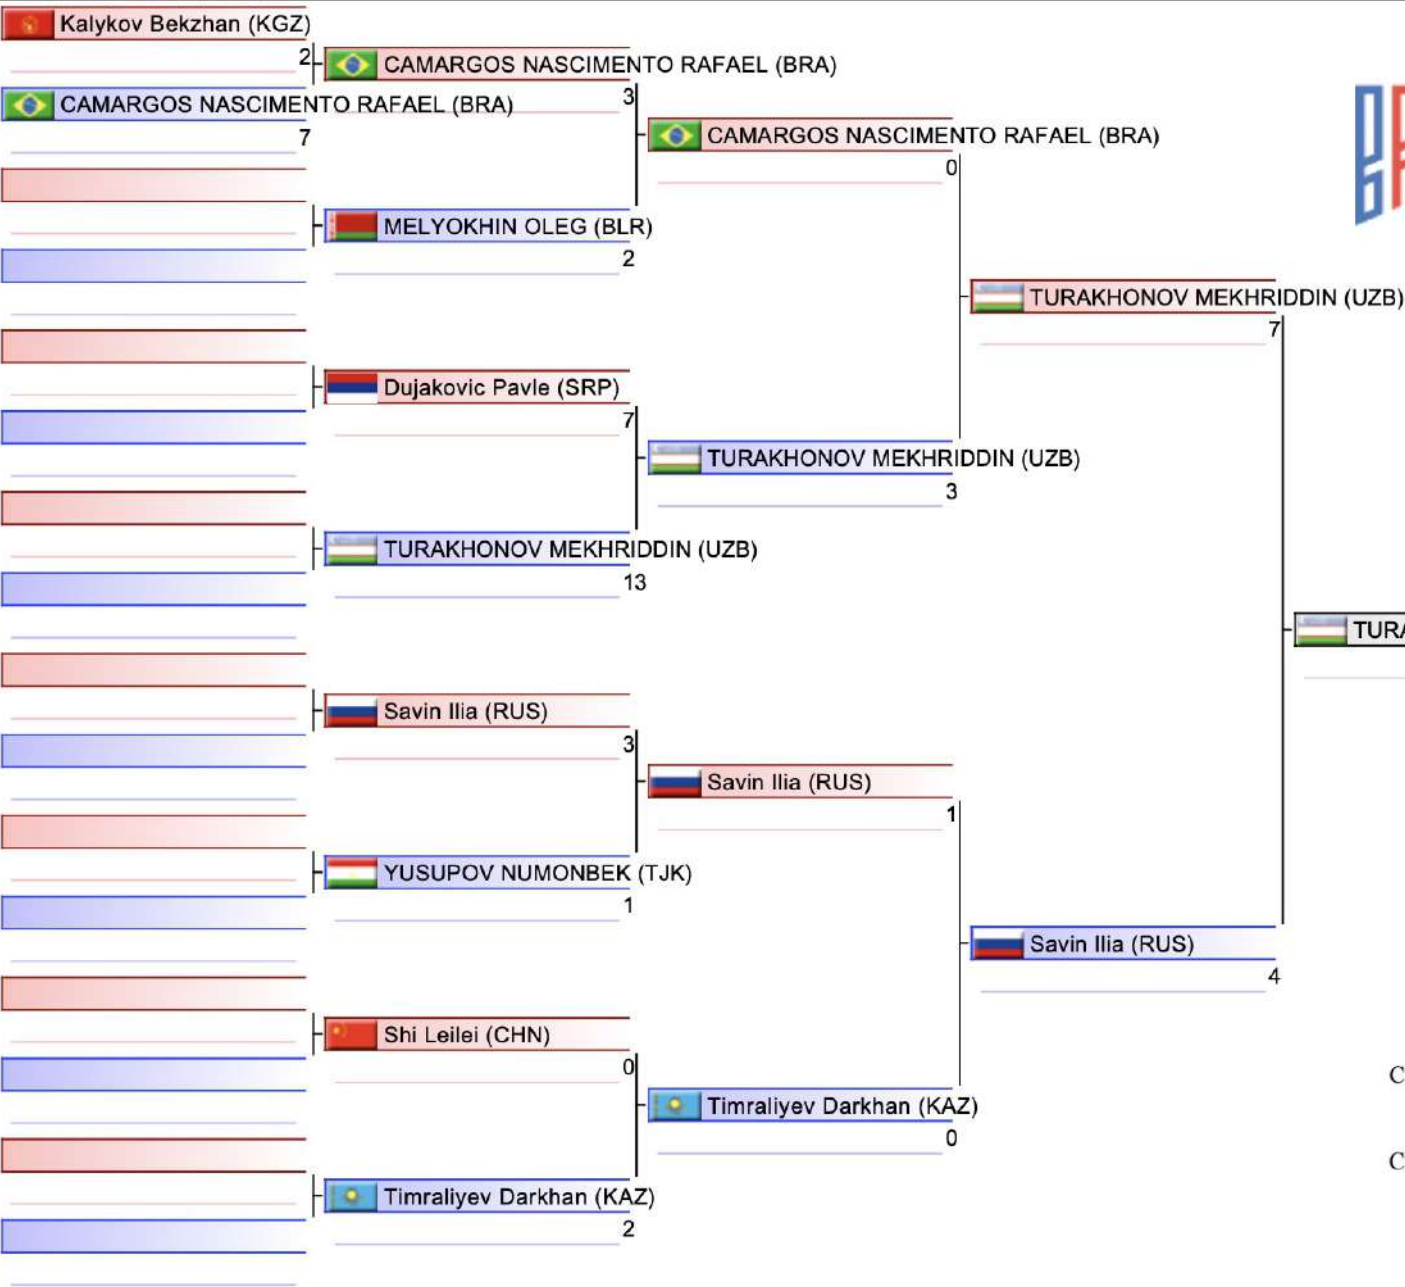 Kalykov Bekzhan (KGZ)
2
CAMARGOS NASCIMENTO RAFAEL (BRA)
CAMARGOS NASCIMENTO RAFAEL (BRA)
3
7
CAMARGOS NASCIMENTO RAFAEL (BRA)
0
MELYOKHIN OLEG (BLR)
2
TURAKHONOV MEKHRIDDIN (UZB)
7
Dujakovic Pavle (SRP)
7
TURAKHONOV MEKHRIDDIN (UZB)
3
TURAKHONOV MEKHRIDDIN (UZB)
13
TURA
Savin Ilia (RUS)
3
Savin Ilia (RUS)
1
YUSUPOV NUMONBEK (TJK)
1
Savin Ilia (RUS)
4
Shi Leilei (CHN)
0
C
Timraliyev Darkhan (KAZ)
0
C
Timraliyev Darkhan (KAZ)
2